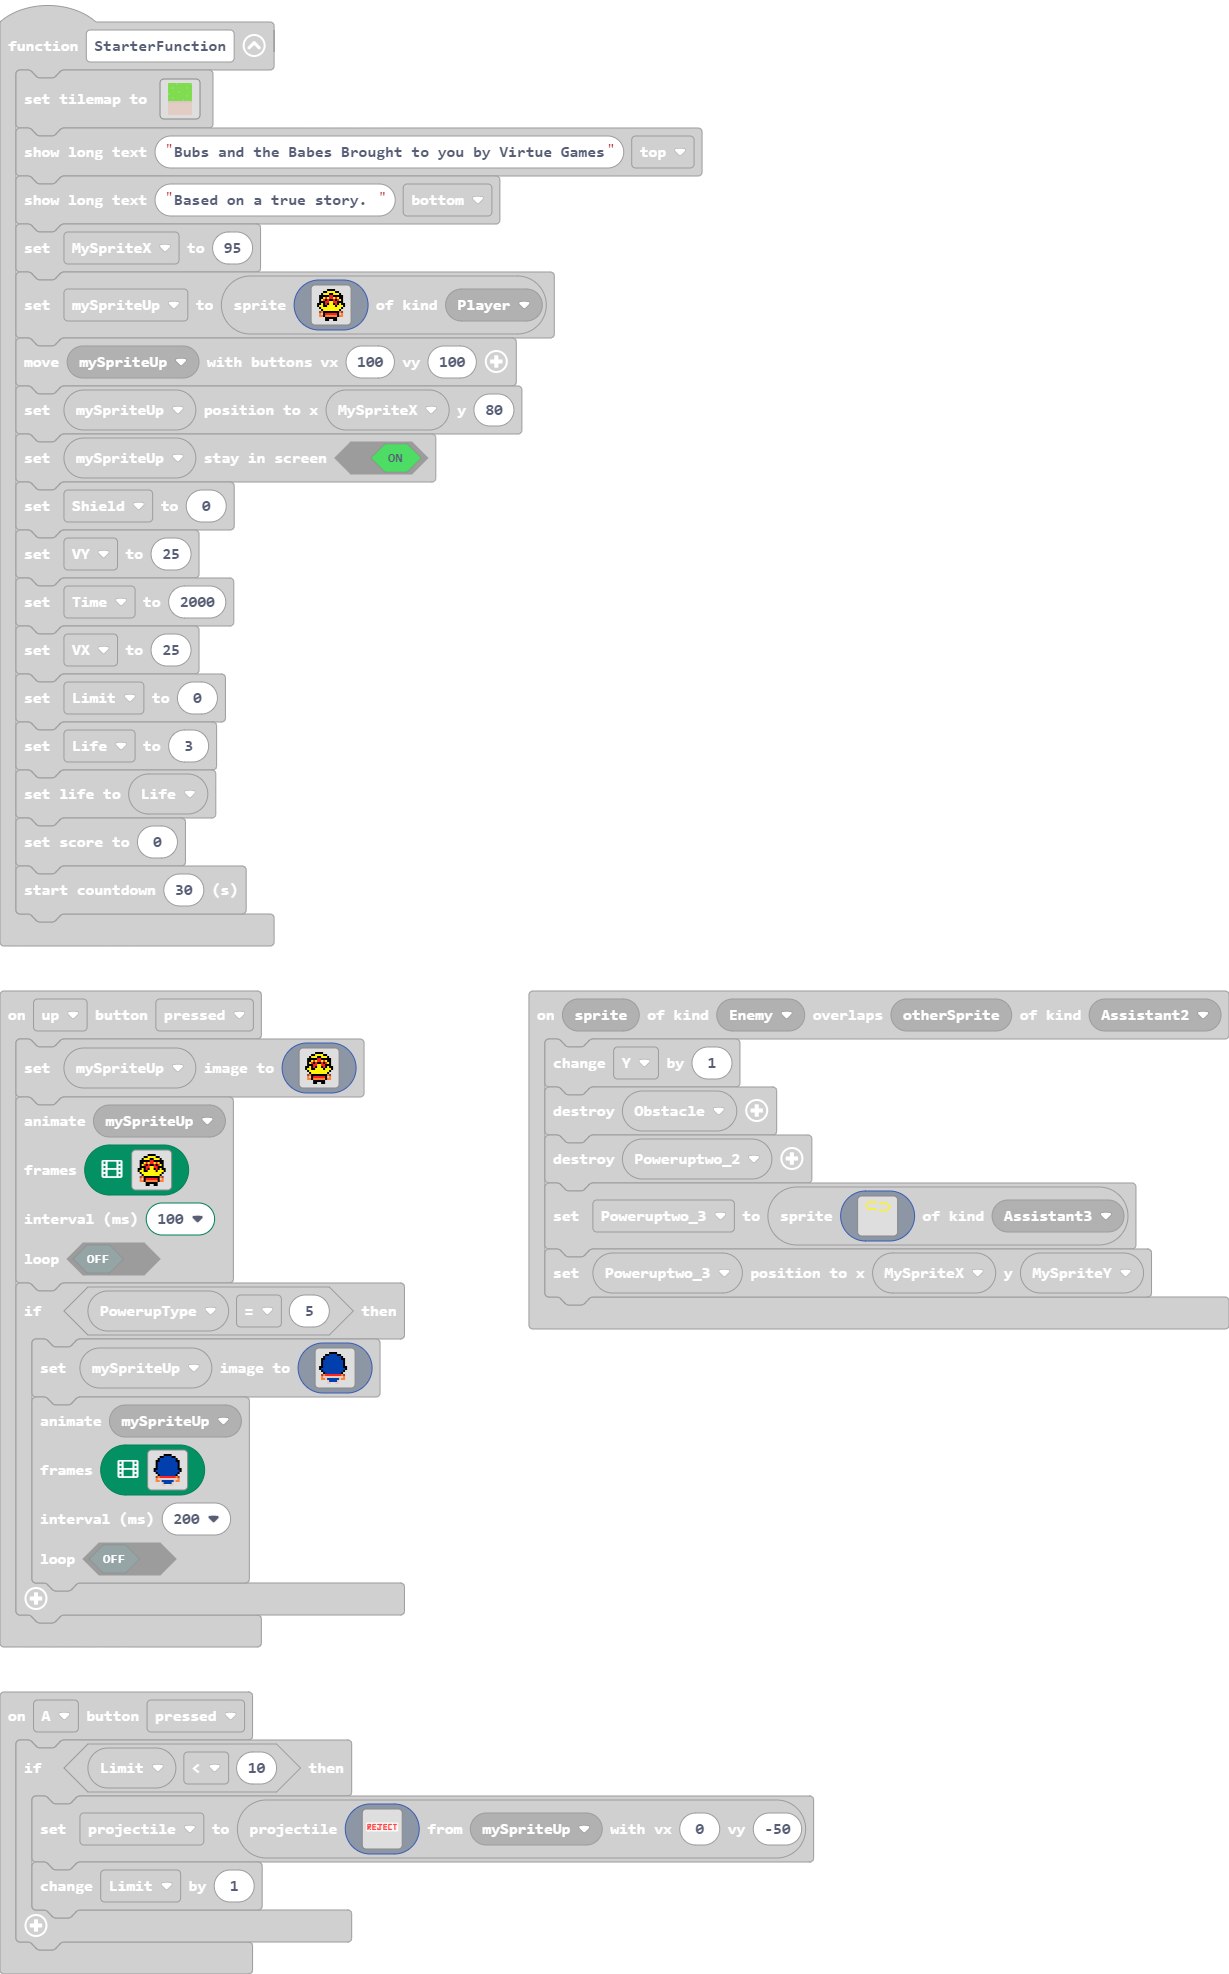 function StarterFunction
set tilemap to
show long text "Bubs and the Babes Brought to you by Virtue Games" top
show long text "Based on a true story. " bottom
set MySpriteX to 95
set mySpriteUp to sprite of kind Player
move mySpriteUp with buttons vx 100 vy 100
set mySpriteUp position to x MySpriteX y 80
set mySpriteUp stay in screen ON
set Shield to 0
set VY to 25
set Time to 2000
set VX to 25
set Limit to 0
set Life to 3
set life to Life
set score to 0
start countdown 30 (s)
on up button pressed
set mySpriteUp image to
animate mySpriteUp
frames
interval (ms) 100
loop OFF
if PowerupType = 5 then
set mySpriteUp image to
animate mySpriteUp
frames
interval (ms) 200
loop OFF
on sprite of kind Enemy overlaps otherSprite of kind Assistant2
change Y by 1
destroy Obstacle
destroy Poweruptwo_2
set Poweruptwo_3 to sprite of kind Assistant3
set Poweruptwo_3 position to x MySpriteX y MySpriteY
on A button pressed
if Limit < 10 then
set projectile to projectile REJECT from mySpriteUp with vx 0 vy -50
change Limit by 1